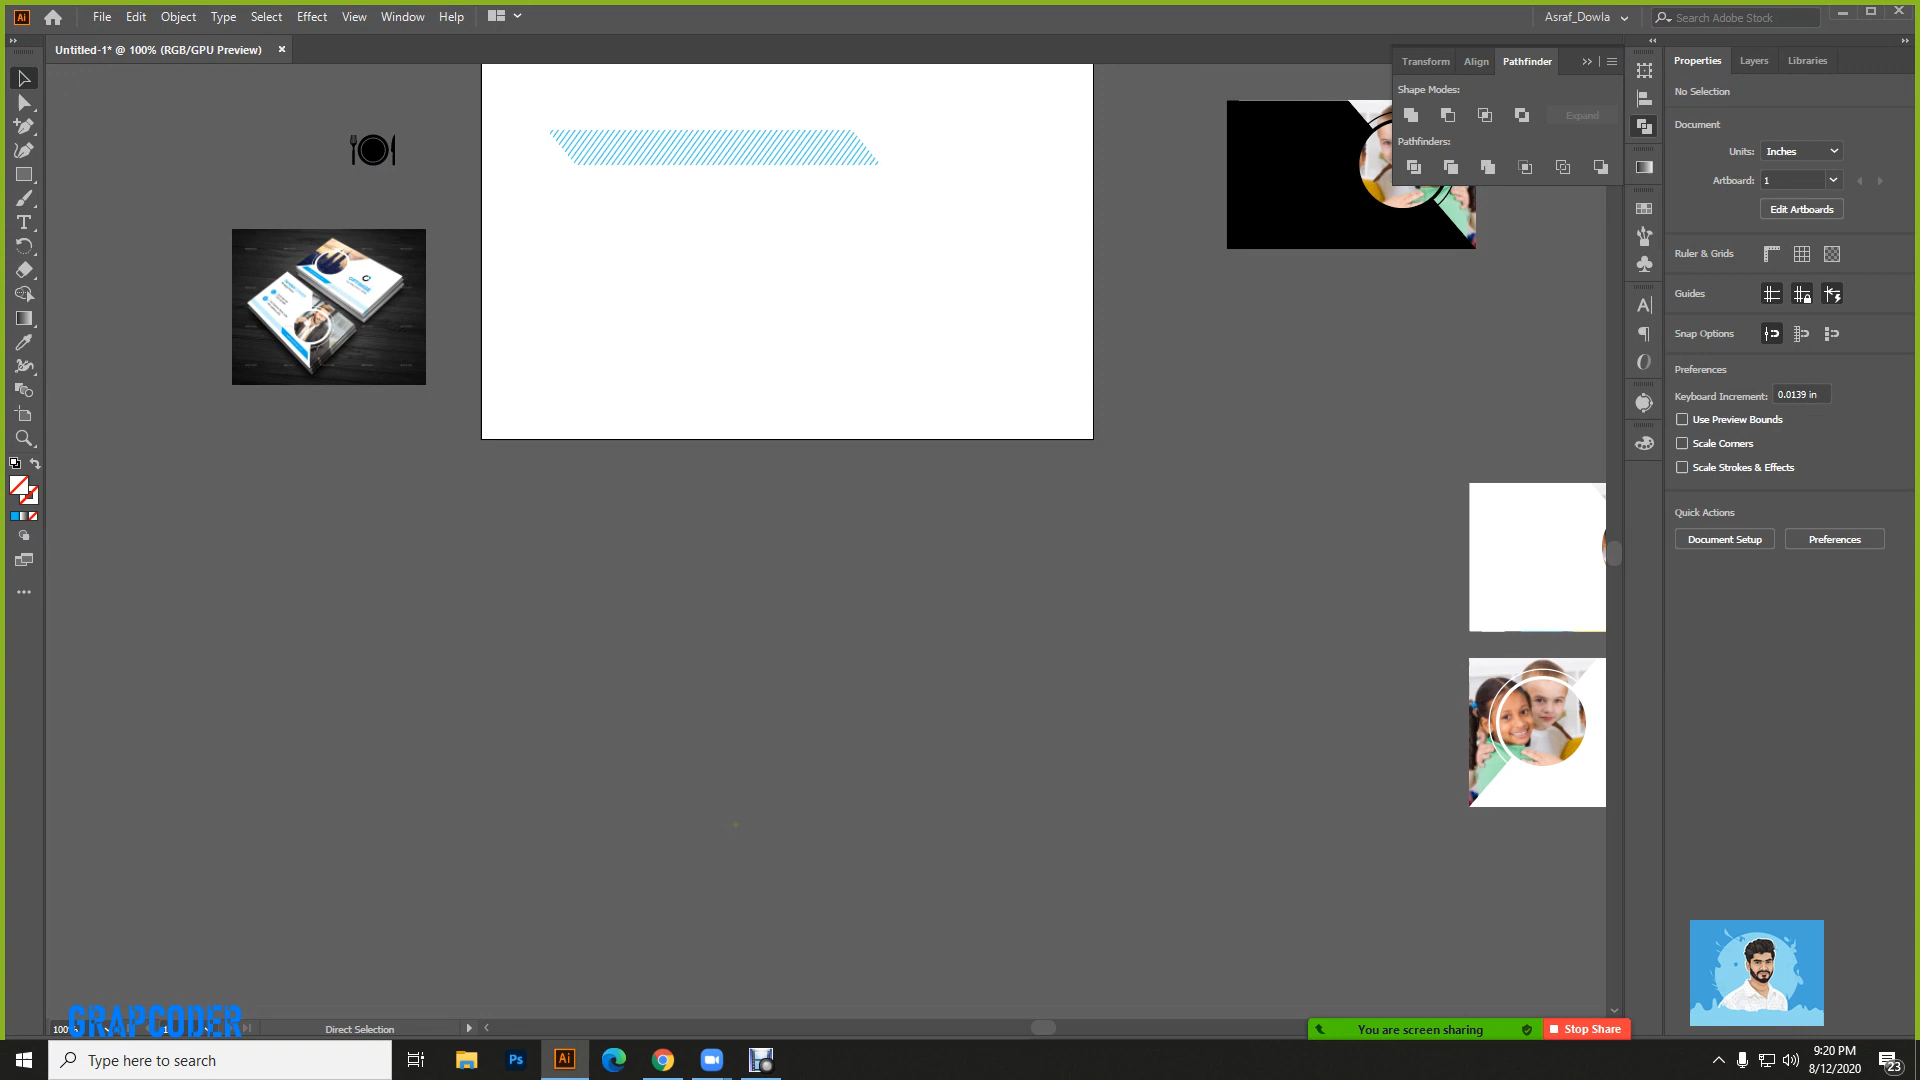 Ai
File Edit Object Type Select Effect View Window Help
Asraf_Dowla
Search Adobe Stock
Untitled-1* @ 100% (RGB/GPU Preview)
Transform Align Pathfinder
Shape Modes:
Expand
Pathfinders:
Properties Layers Libraries
No Selection
Document
Units: Inches
Artboard: 1
Edit Artboards
Ruler & Grids
Guides
Snap Options
Preferences
Keyboard Increment: 0.0139 in
Use Preview Bounds
Scale Corners
Scale Strokes & Effects
Quick Actions
Document Setup Preferences
GRAPCODER
100%
Direct Selection
You are screen sharing
Stop Share
Type here to search
Ps
Ai
9:20 PM
8/12/2020
23